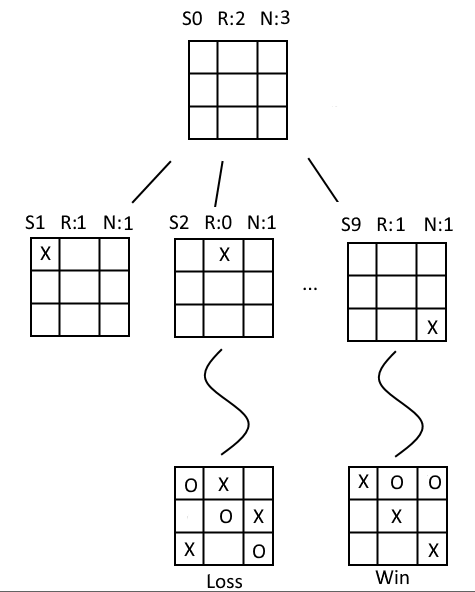 S0 R:2 N:3
S1 R:1 N:1 S2 R:0 N:1 S9 R:1 N:1
X X
...
X
O X X O O
O X X
X O X
Loss Win